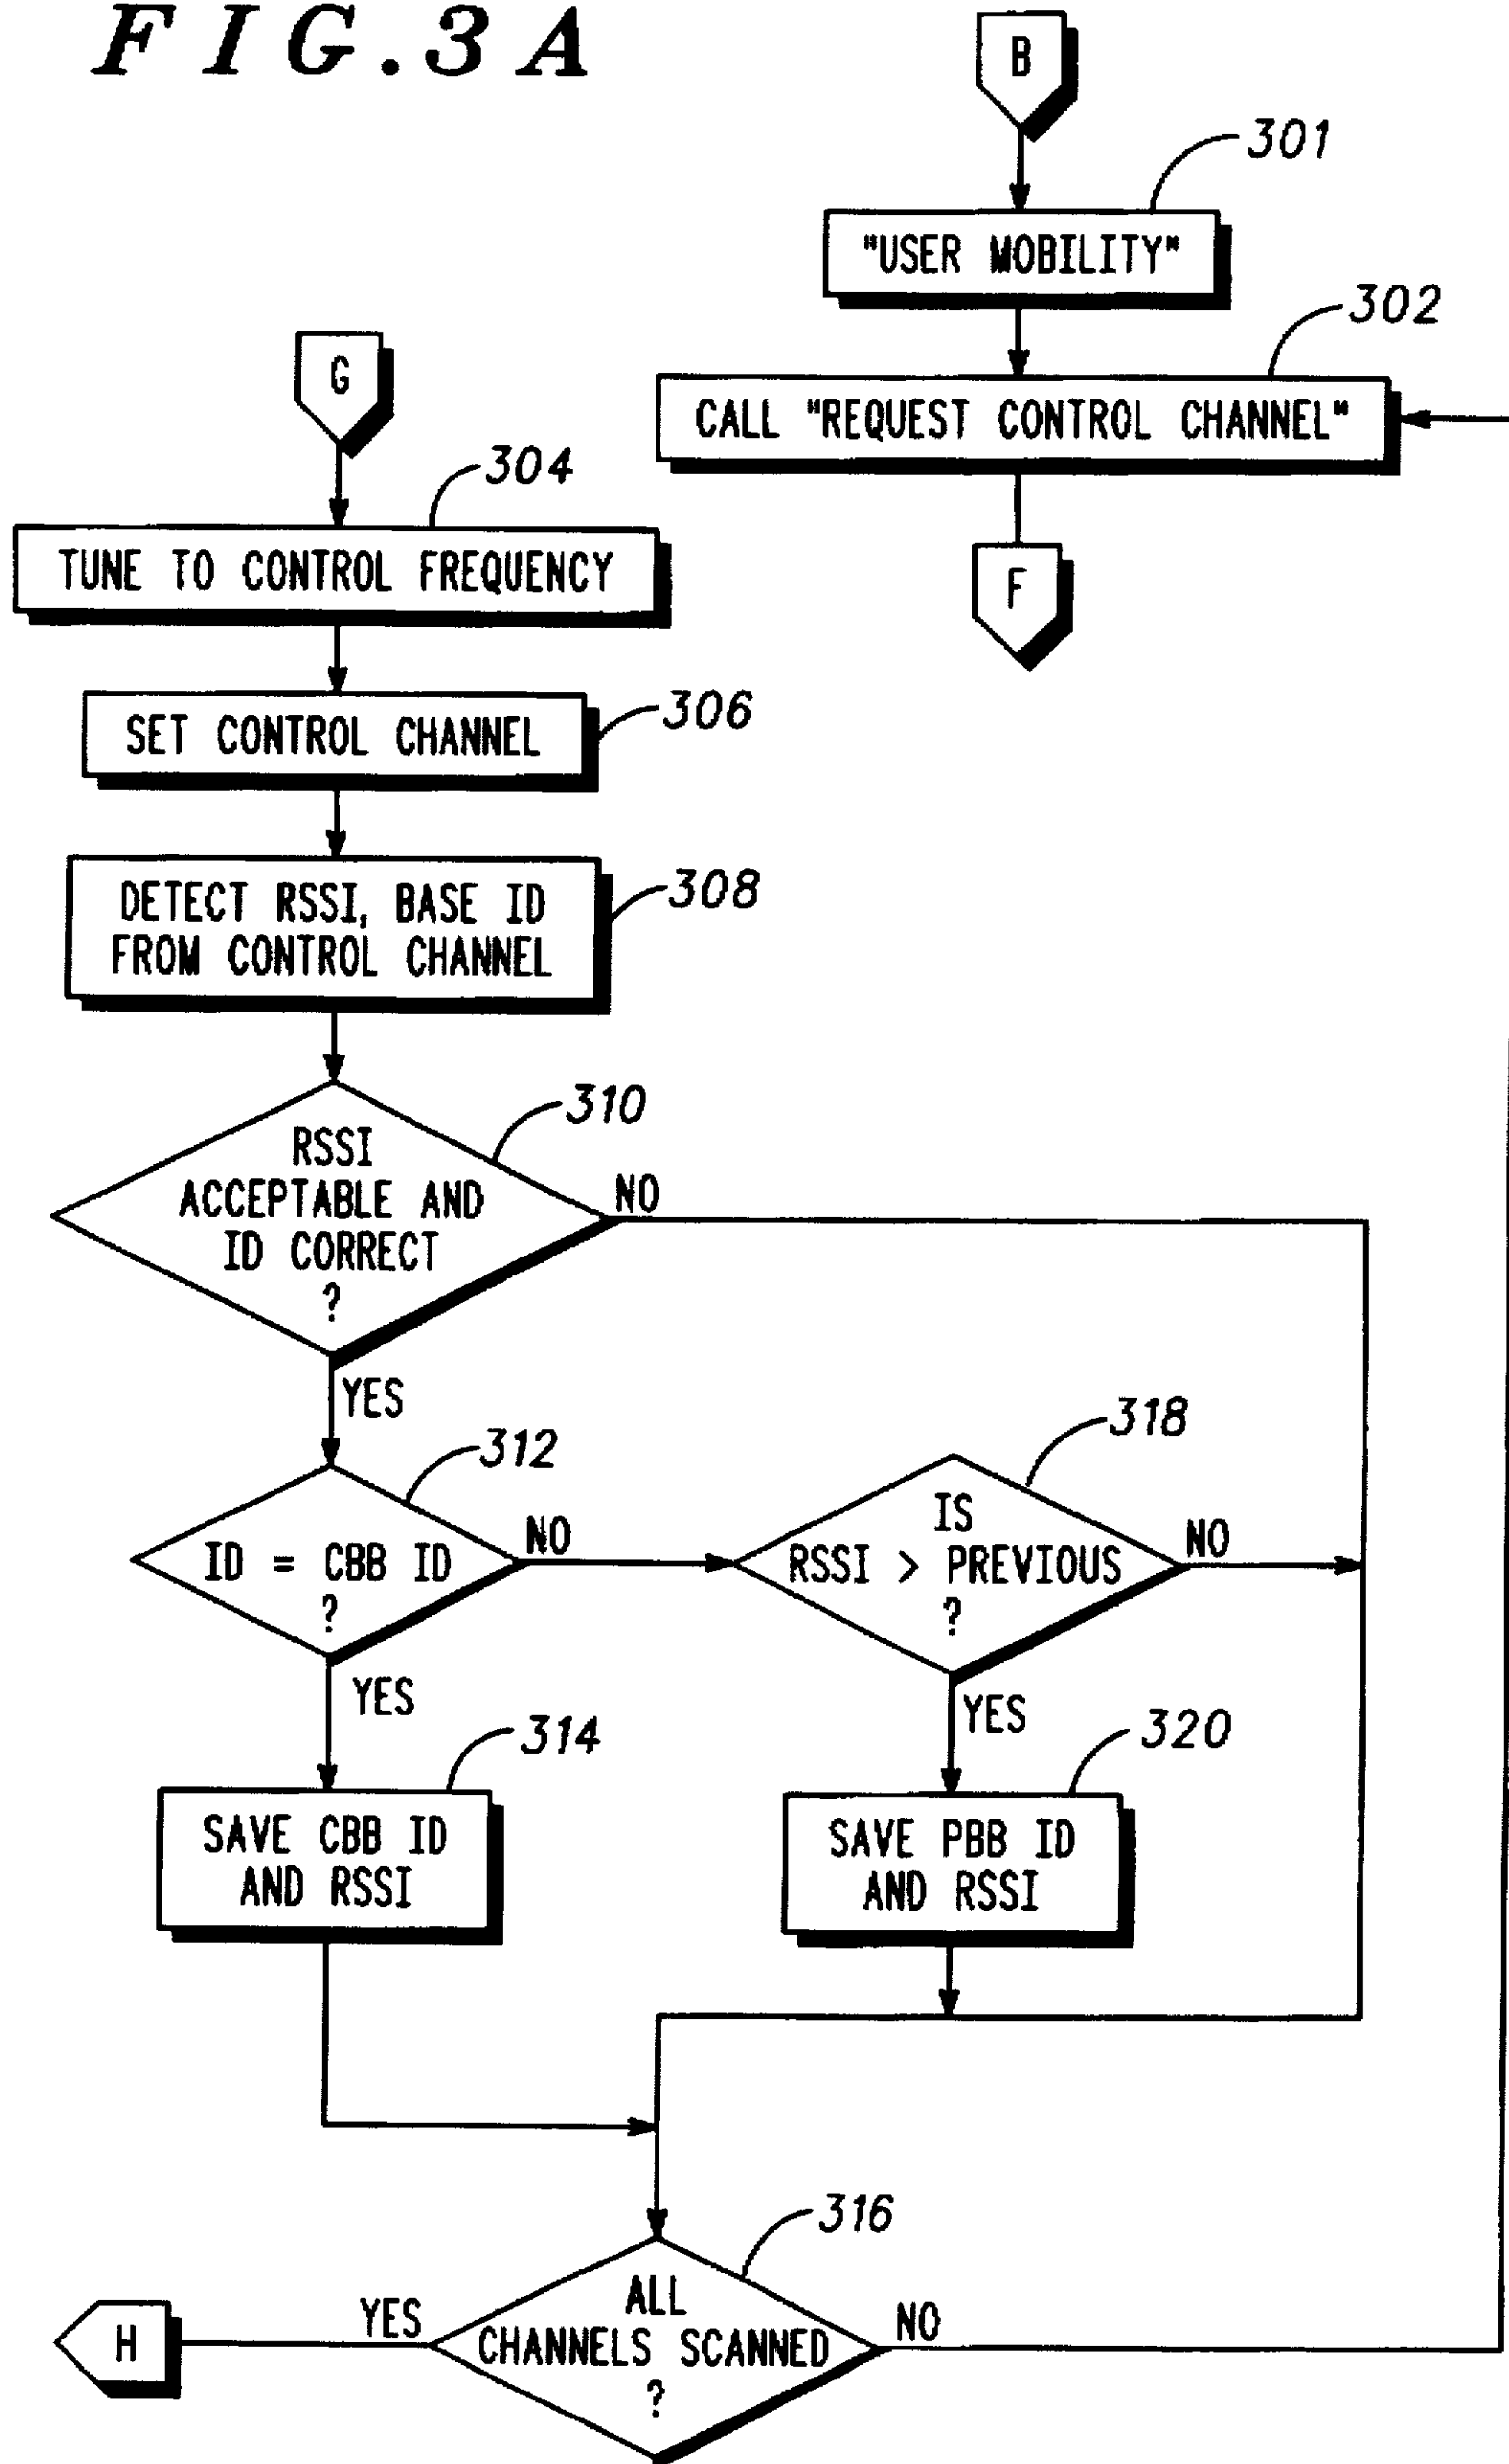 FIG.3A
B
301
"USER MOBILITY"
302
CALL "REQUEST CONTROL CHANNEL"
F
G
304
TUNE TO CONTROL FREQUENCY
306
SET CONTROL CHANNEL
308
DETECT RSSI, BASE ID
FROM CONTROL CHANNEL
310
RSSI
ACCEPTABLE AND
ID CORRECT
?
NO
YES
312
ID = CBB ID
?
NO
YES
318
IS
RSSI > PREVIOUS
?
NO
YES
314
SAVE CBB ID
AND RSSI
320
SAVE PBB ID
AND RSSI
316
ALL
CHANNELS SCANNED
?
YES
NO
H